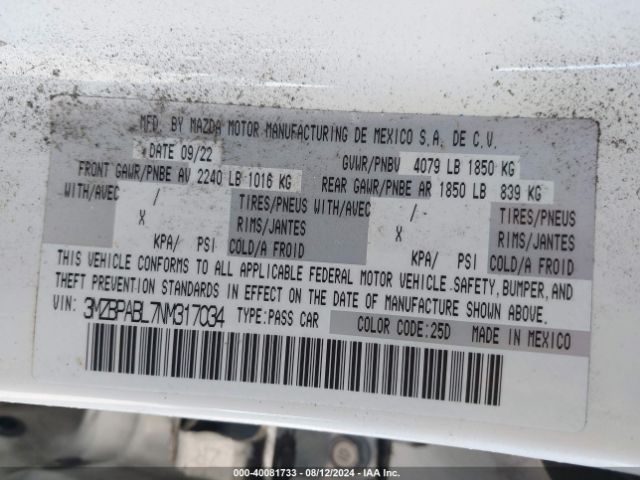 MFD. BY MAZDA MOTOR MANUFACTURING DE MEXICO S.A. DE C.V.
DATE 09/22 GVWR/PNBV 4079 LB 1850 KG
FRONT GAWR/PNBE AV 2240 LB 1016 KG REAR GAWR/PNBE AR 1850 LB 839 KG
WITH/AVEC / TIRES/PNEUS WITH/AVEC / TIRES/PNEUS
X RIMS/JANTES X RIMS/JANTES
KPA/ PSI COLD/A FROID KPA/ PSI COLD/A FROID
THIS VEHICLE CONFORMS TO ALL APPLICABLE FEDERAL MOTOR VEHICLE SAFETY, BUMPER, AND
THEFT PREVENTION STANDARDS IN EFFECT ON THE DATE OF MANUFACTURE SHOWN ABOVE.
VIN: 3MZBPABL7NM317034 TYPE:PASS CAR COLOR CODE:25D MADE IN MEXICO
000-40081733 - 08/12/2024 - IAA Inc.